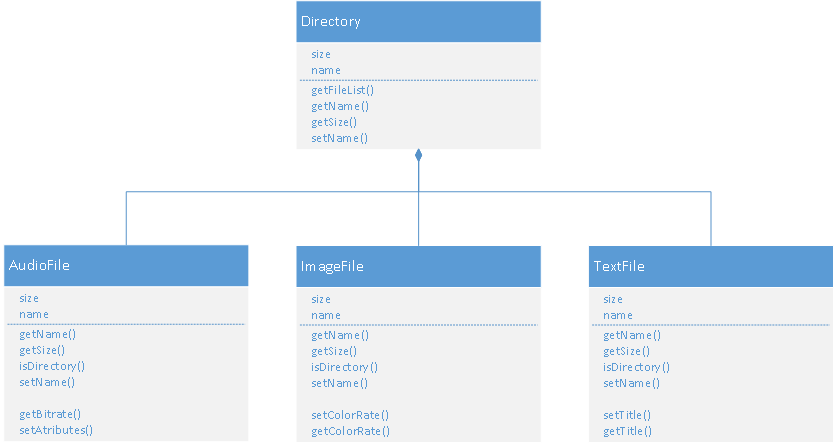 Directory
size
name
getFileList()
getName()
getSize()
setName()
AudioFile
size
name
getName()
getSize()
isDirectory()
setName()
getBitrate()
setAtributes()
ImageFile
size
name
getName()
getSize()
isDirectory()
setName()
setColorRate()
getColorRate()
TextFile
size
name
getName()
getSize()
isDirectory()
setName()
setTitle()
getTitle()